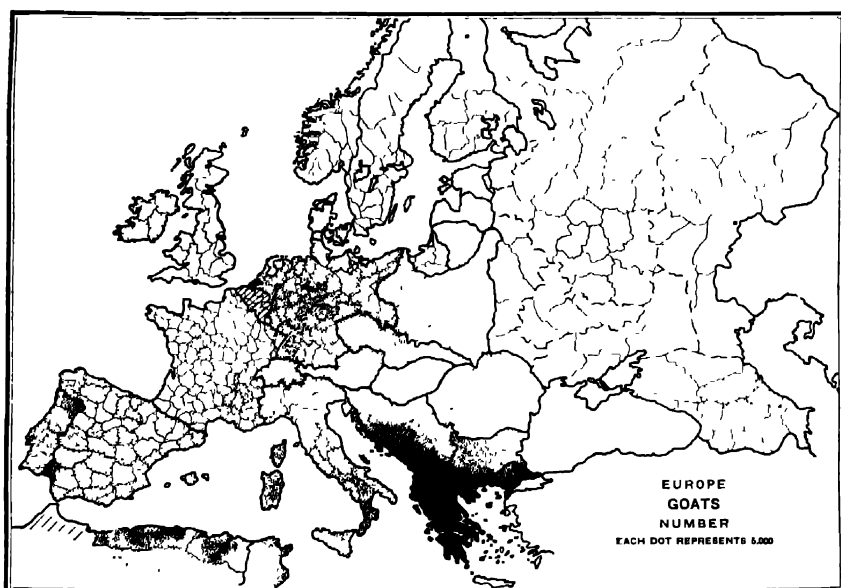 EUROPE
GOATS
NUMBER
EACH DOT REPRESENTS 5,000